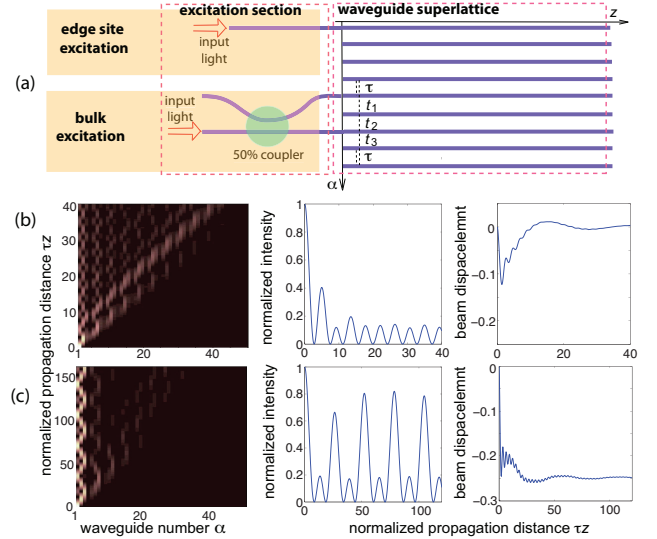 excitation section
waveguide superlattice
z
edge site
excitation
input
light
(a)
τ
input
light
t1
bulk
excitation
t2
t3
50% coupler
τ
α
(b)
normalized propagation distance τz
40
30
20
10
0
1
20
40
normalized intensity
1
0.8
0.6
0.4
0.2
0
0
10
20
30
40
beam dispacelemnt
0
−0.1
−0.2
0
20
40
(c)
150
100
50
0
1
10
20
30
40
50
waveguide number α
normalized intensity
1
0.8
0.6
0.4
0.2
0
0
50
100
beam dispacelemnt
0
−0.1
−0.2
−0.3
0
50
100
normalized propagation distance τz